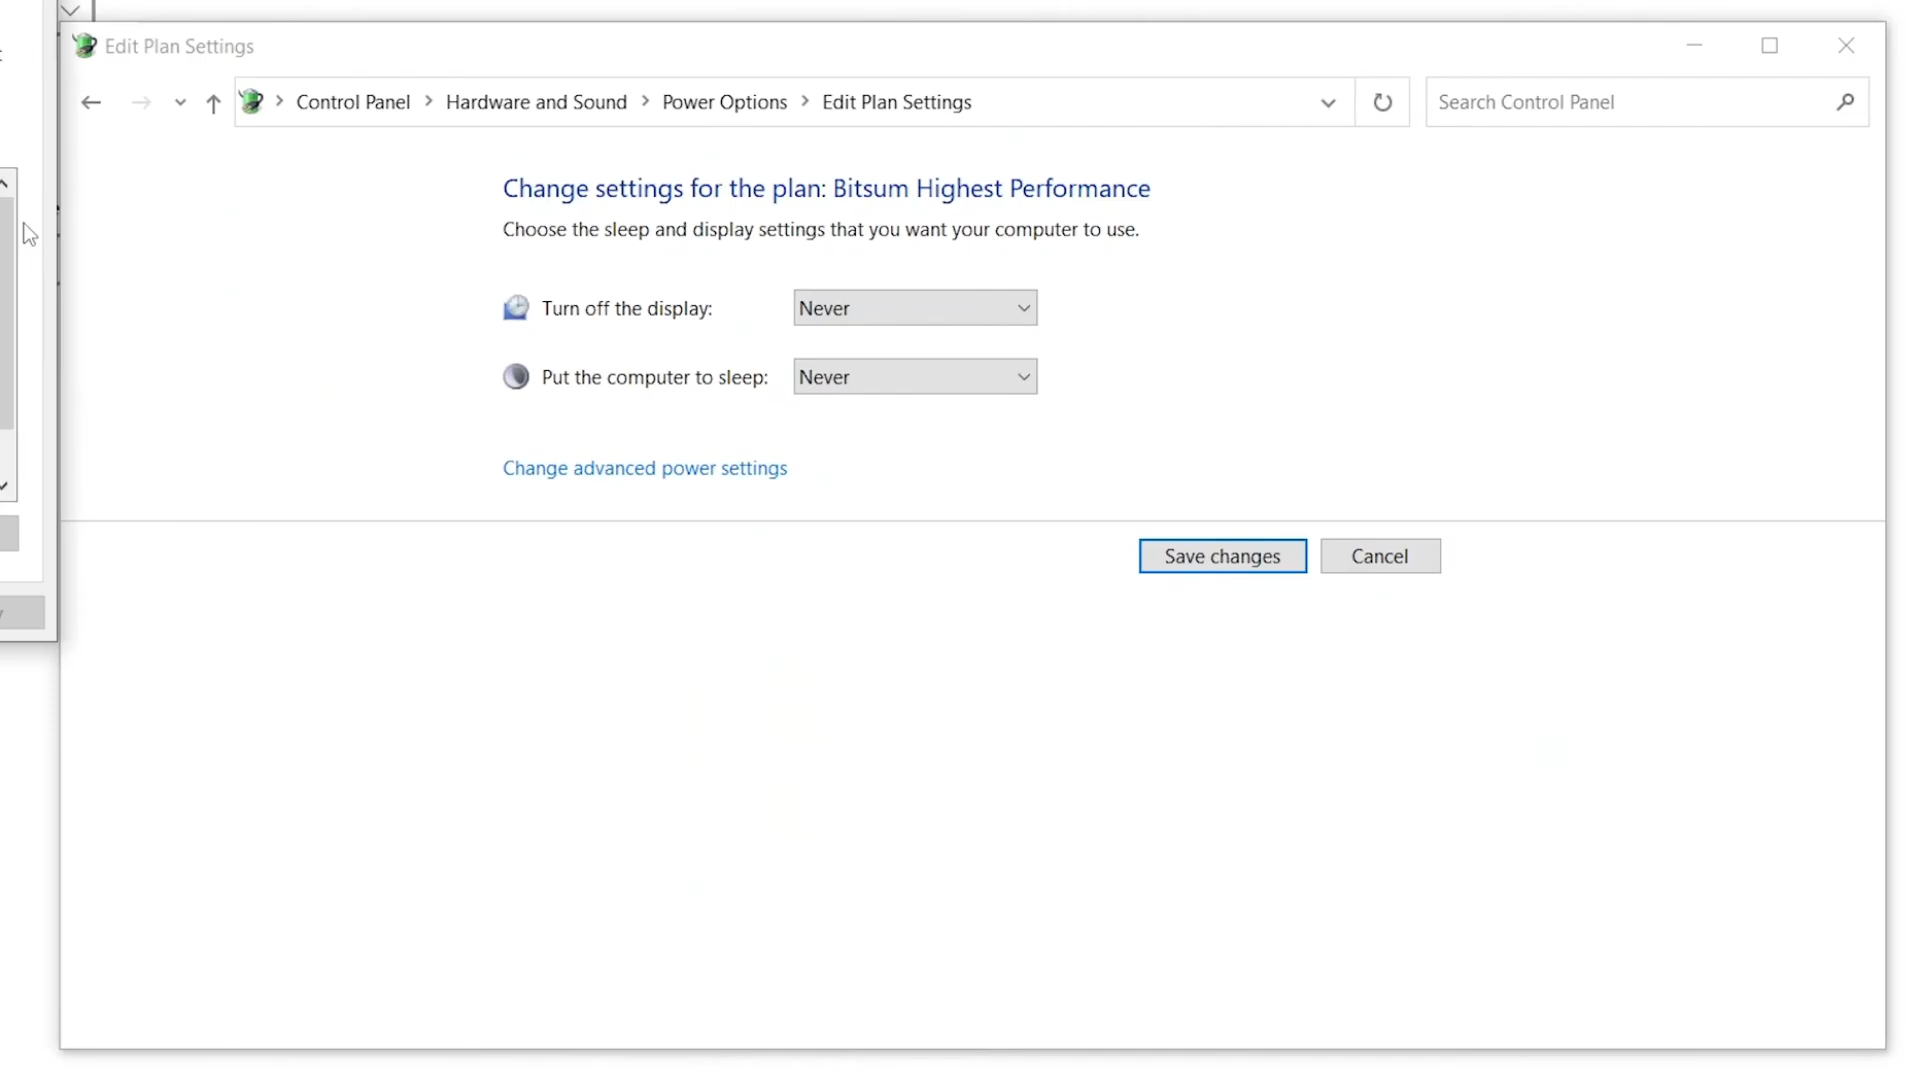 Edit Plan Settings
Control Panel > Hardware and Sound > Power Options > Edit Plan Settings
Search Control Panel
Change settings for the plan: Bitsum Highest Performance
Choose the sleep and display settings that you want your computer to use.
Turn off the display: Never
Put the computer to sleep: Never
Change advanced power settings
Save changes Cancel